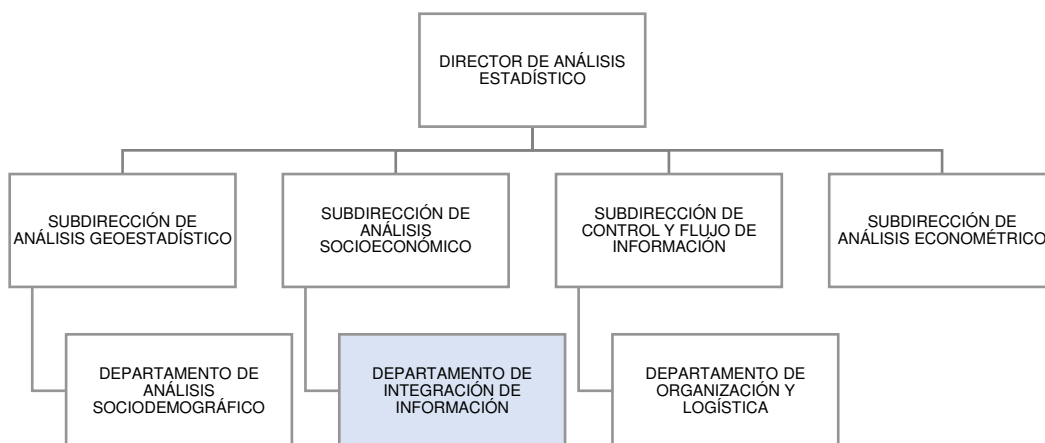 DIRECTOR DE ANÁLISIS
ESTADÍSTICO
SUBDIRECCIÓN DE
ANÁLISIS GEOESTADÍSTICO
SUBDIRECCIÓN DE
ANÁLISIS
SOCIOECONÓMICO
SUBDIRECCIÓN DE
CONTROL Y FLUJO DE
INFORMACIÓN
SUBDIRECCIÓN DE
ANÁLISIS ECONOMÉTRICO
DEPARTAMENTO DE
ANÁLISIS
SOCIODEMOGRÁFICO
DEPARTAMENTO DE
INTEGRACIÓN DE
INFORMACIÓN
DEPARTAMENTO DE
ORGANIZACIÓN Y
LOGÍSTICA